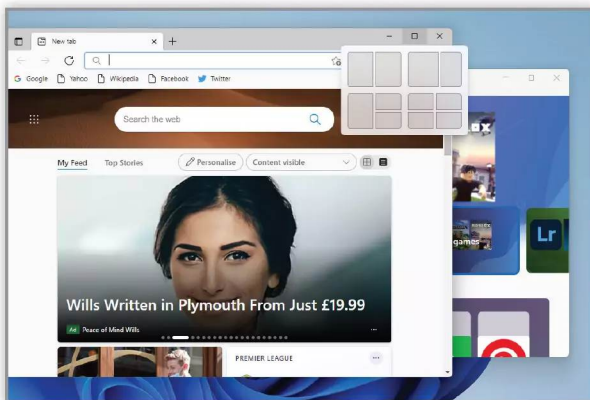 New tab
Google Yahoo Wikipedia Facebook Twitter
Search the web
My Feed Top Stories Personalise Content visible
games Lr
Wills Written in Plymouth From Just £19.99
Ad Peace of Mind Wills
PREMIER LEAGUE